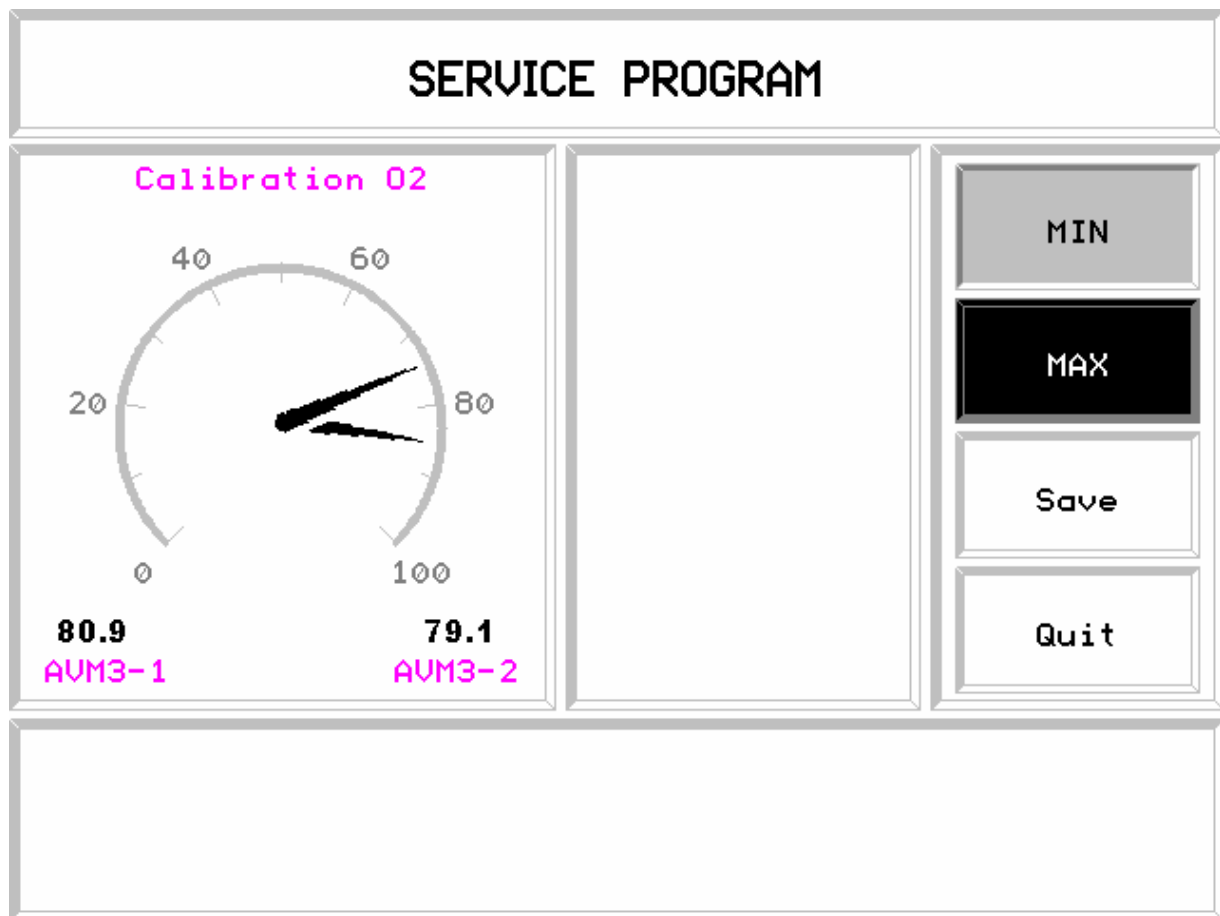 SERVICE PROGRAM
Calibration O2
40 60
20 80
0 100
80.9 79.1
AVM3-1 AVM3-2
MIN
MAX
Save
Quit